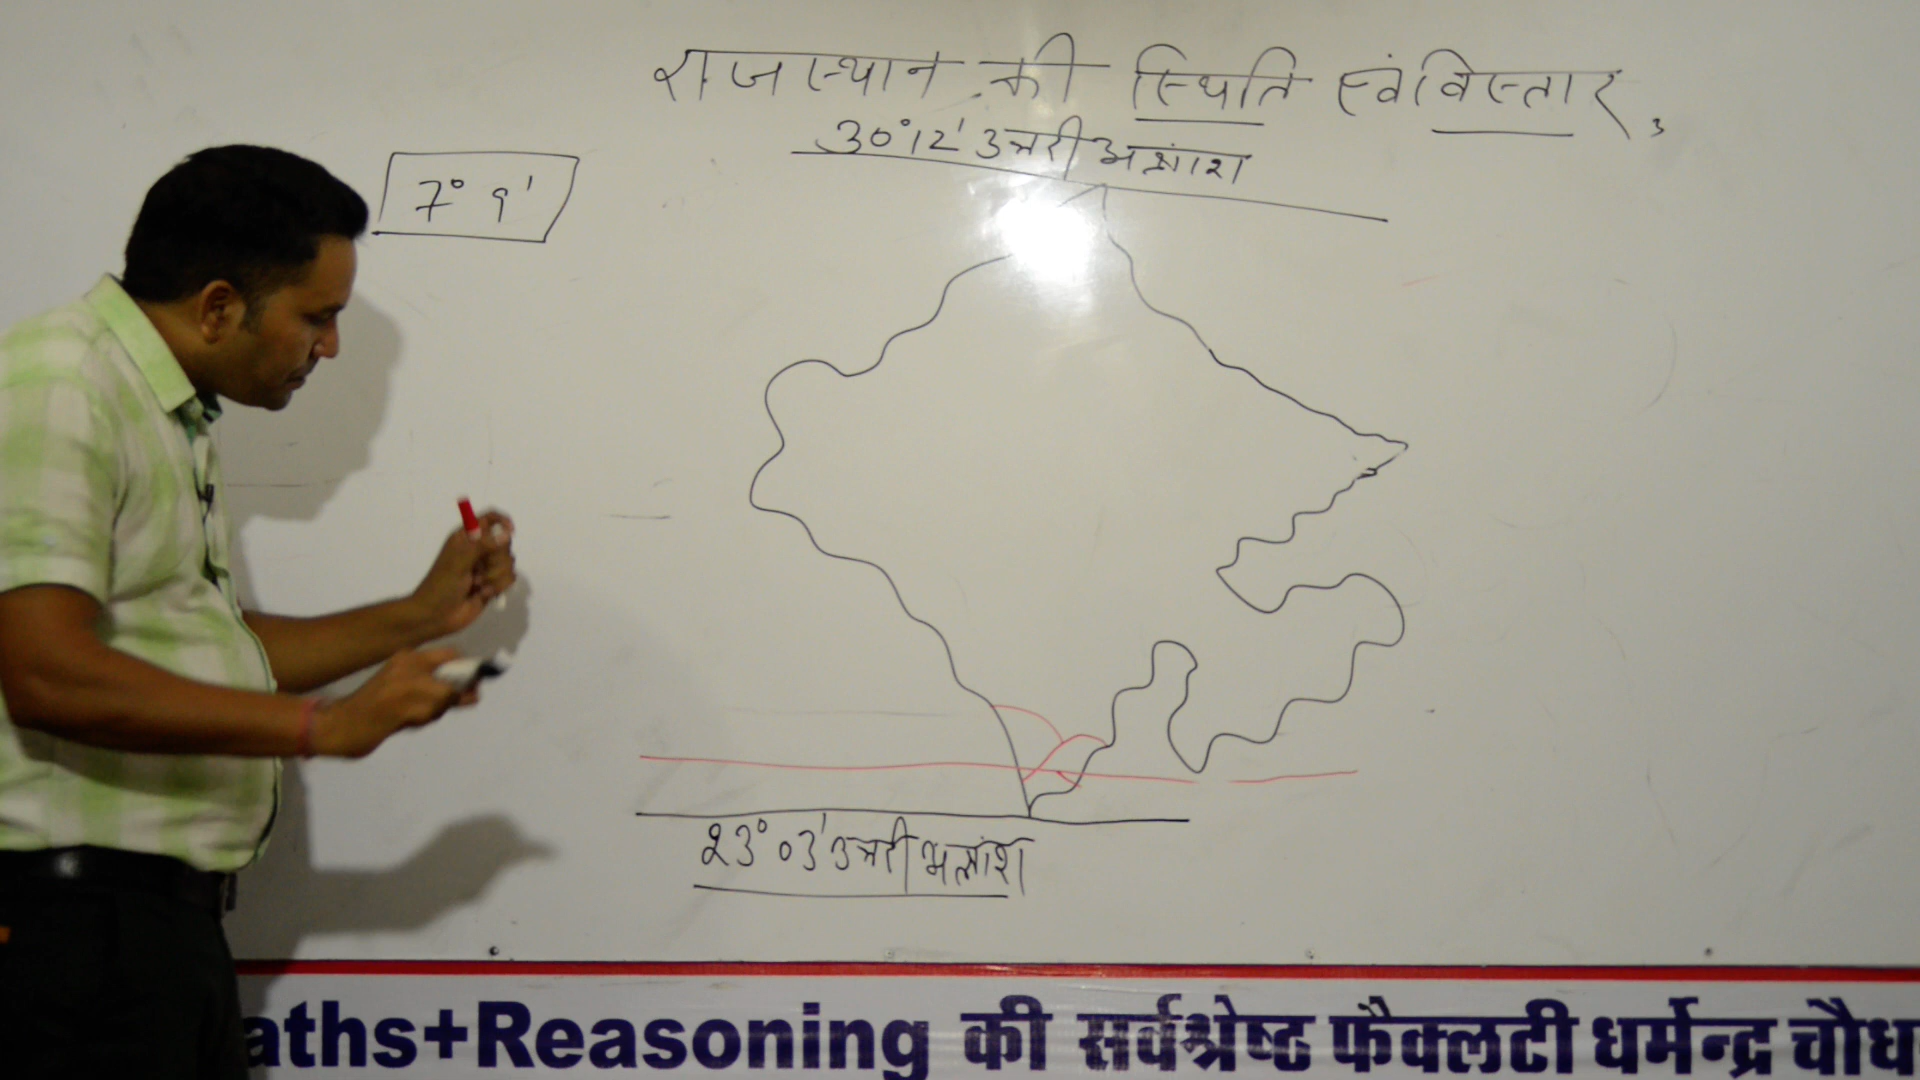 राजस्थान की स्थिति एवं विस्तार,
30°12' उत्तरी अक्षांश
7° 9'
23° 03' उत्तरी अक्षांश
aths+Reasoning की सर्वश्रेष्ठ फैक्लटी धर्मेन्द्र चौध